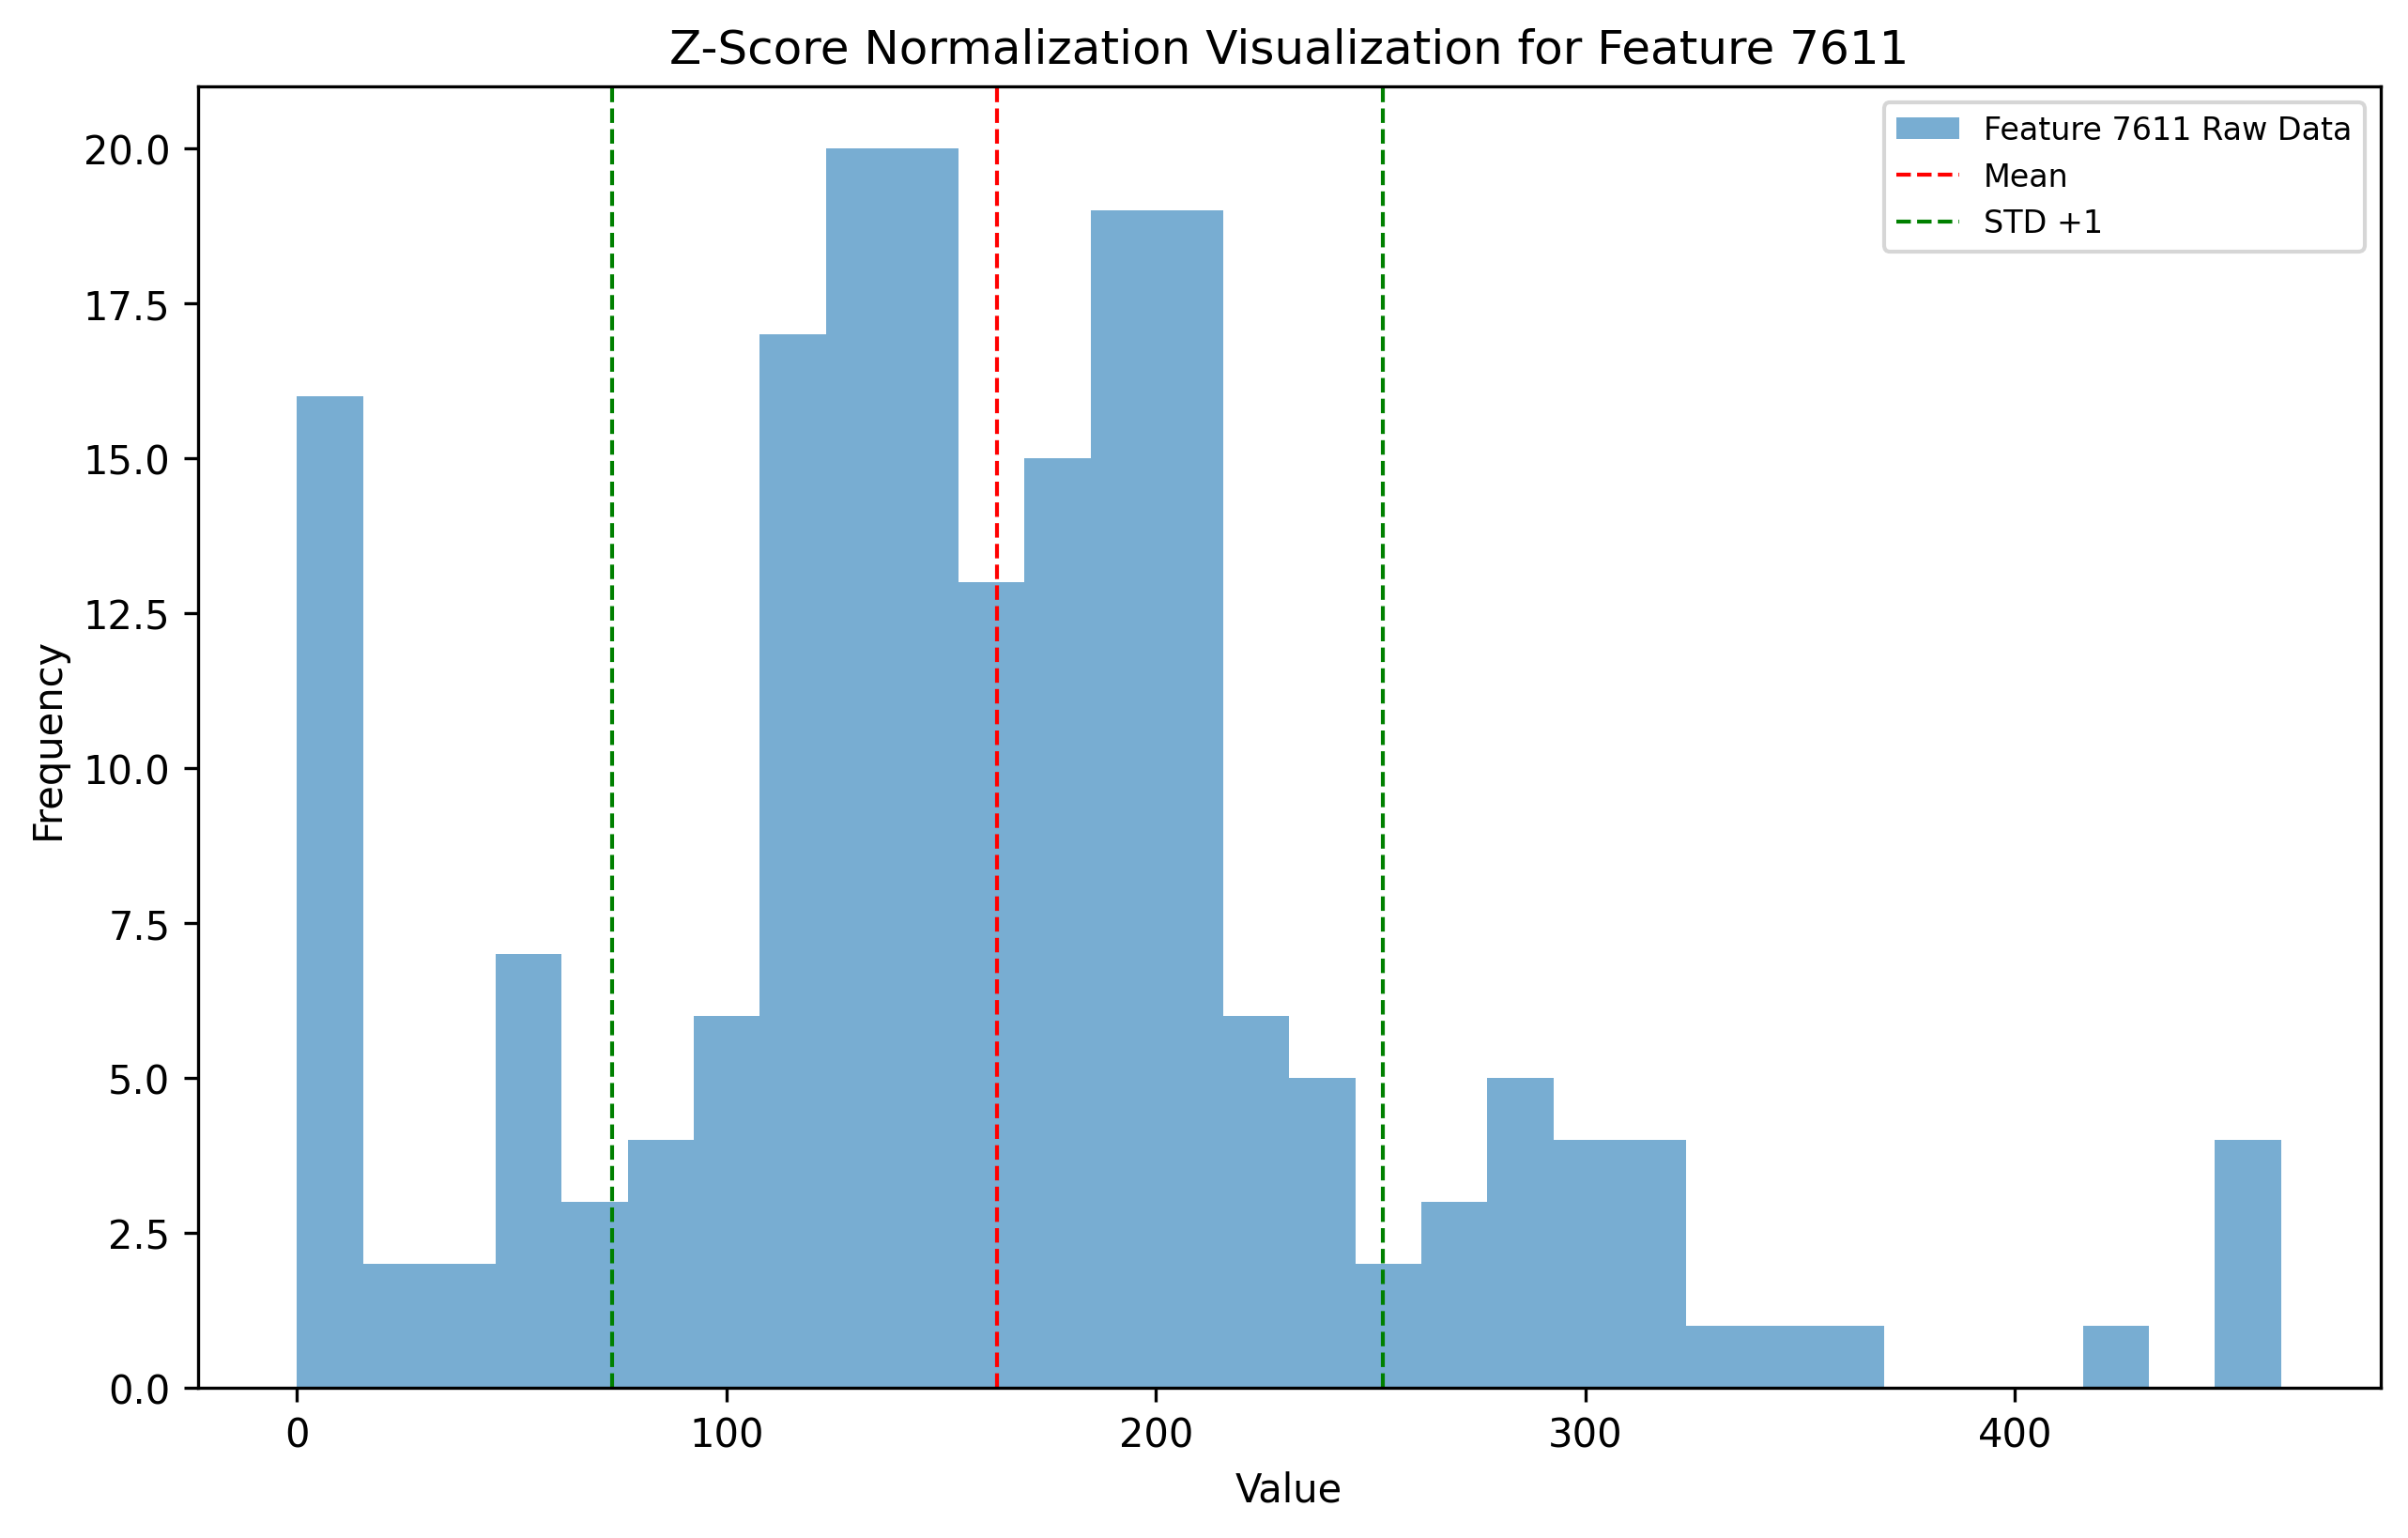 Z-Score Normalization Visualization for Feature 7611
Feature 7611 Raw Data
Mean
STD +1
20.0
17.5
15.0
12.5
10.0
7.5
5.0
2.5
0.0
Frequency
0 100 200 300 400
Value